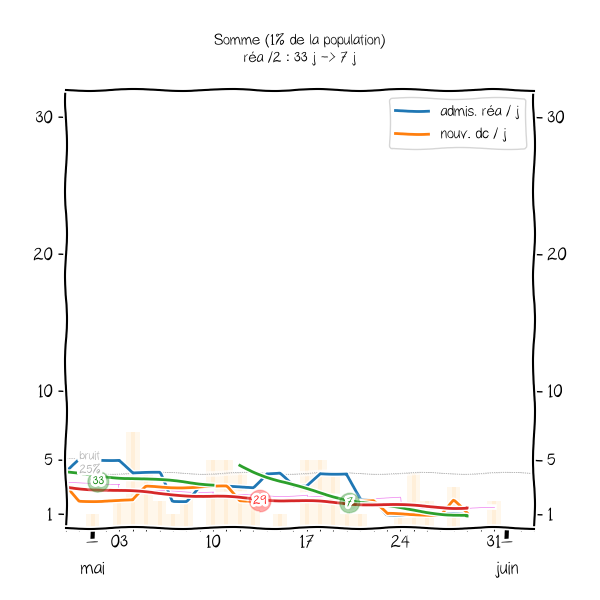 Somme (1% de la population)
réa /2 : 33 j -> 7 j
admis. réa / j
nouv. dc / j
30
30
20
20
10
10
5
5
bruit
25%
33
29
7
1
1
03
10
17
24
31
mai
juin